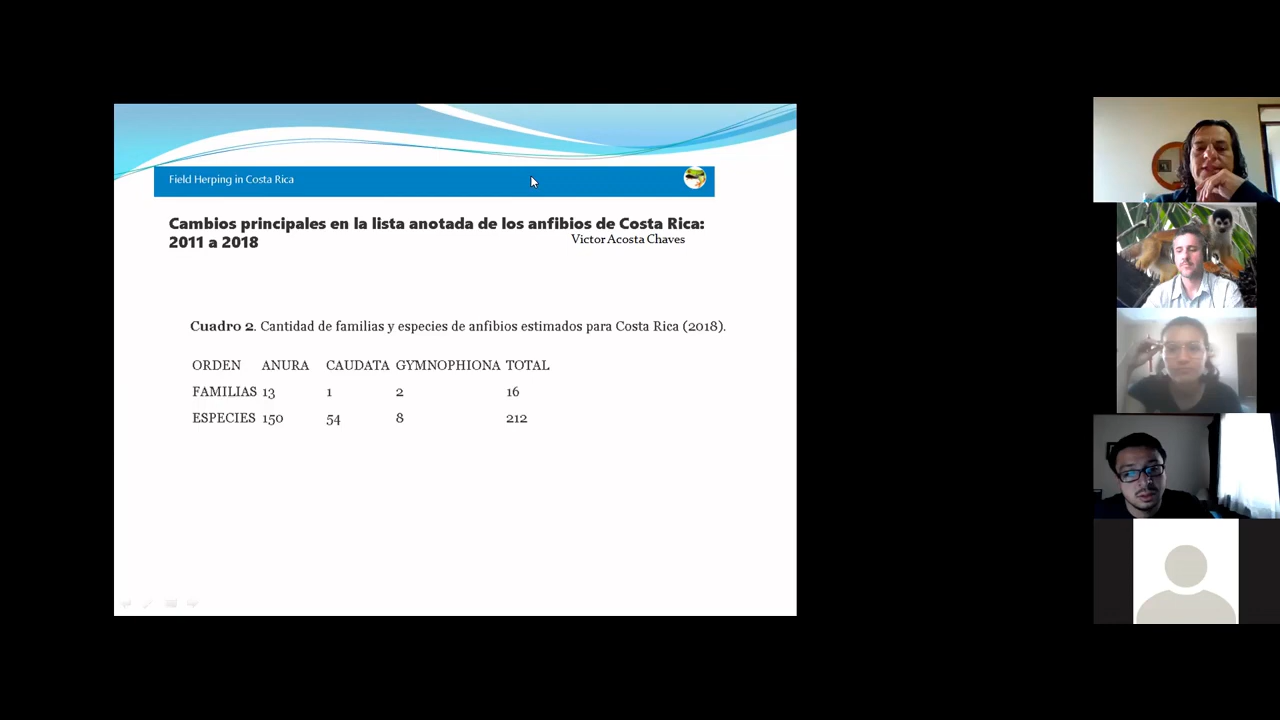 Field Herping in Costa Rica
Cambios principales en la lista anotada de los anfibios de Costa Rica:
2011 a 2018
Victor Acosta Chaves
Cuadro 2. Cantidad de familias y especies de anfibios estimados para Costa Rica (2018).
ORDEN ANURA CAUDATA GYMNOPHIONA TOTAL
FAMILIAS 13 1 2 16
ESPECIES 150 54 8 212